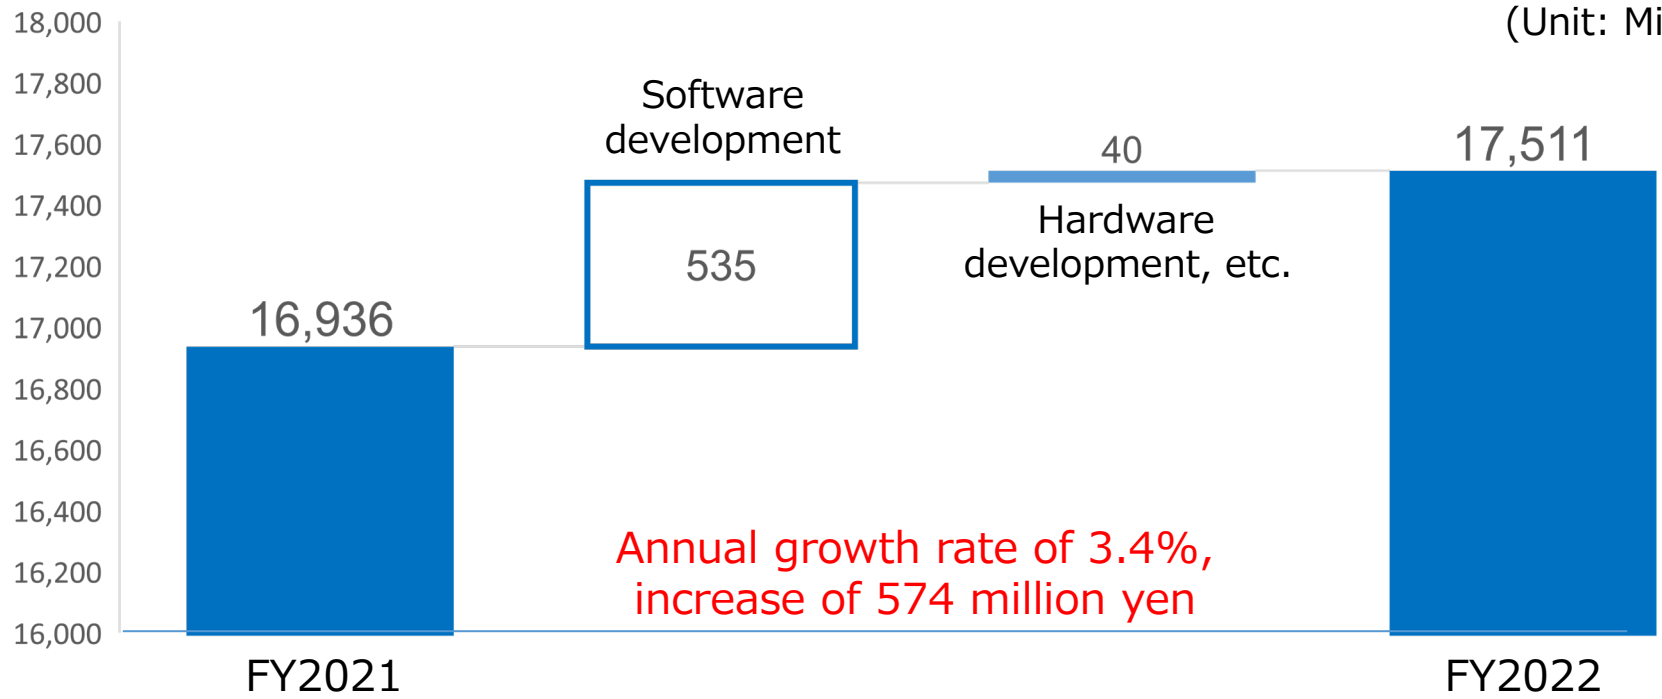 (Unit: Mi
18,000
17,800
17,600
17,400
17,200
17,000
16,800
16,600
16,400
16,200
16,000
16,936
Software
development
535
40
Hardware
development, etc.
17,511
Annual growth rate of 3.4%,
increase of 574 million yen
FY2021
FY2022